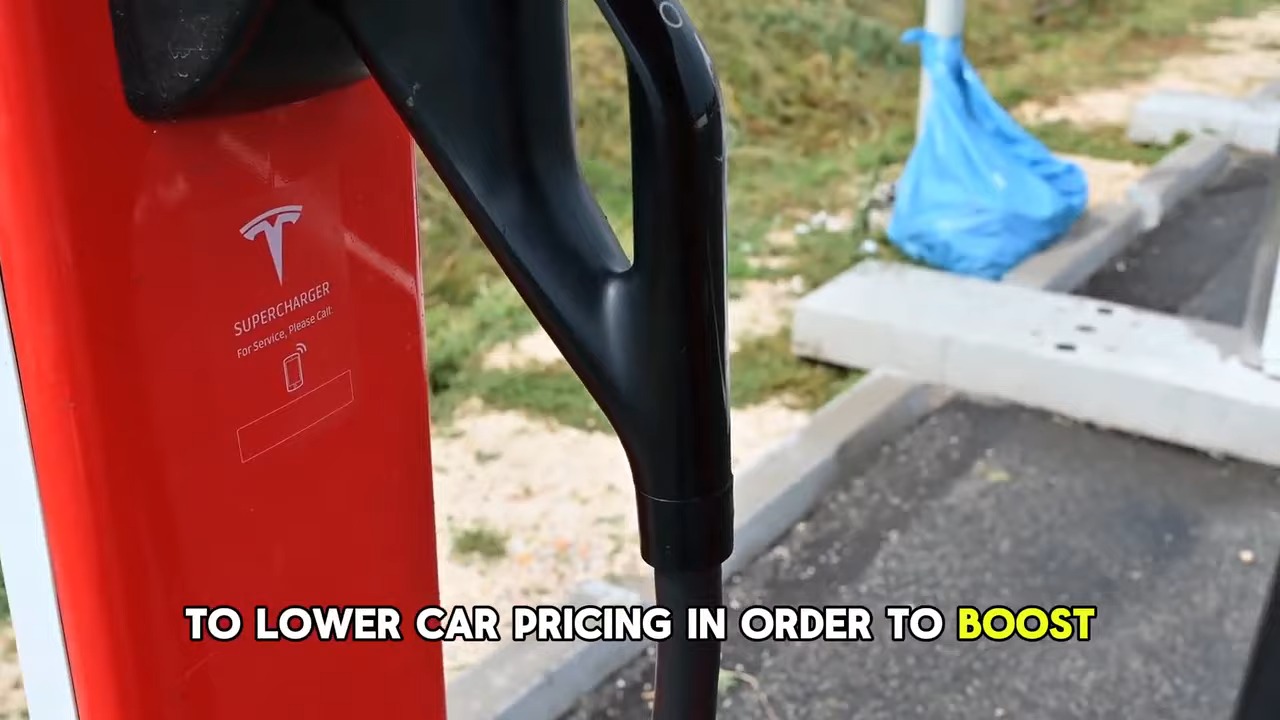 SUPERCHARGER
For Service, Please Call:
TO LOWER CAR PRICING IN ORDER TO BOOST